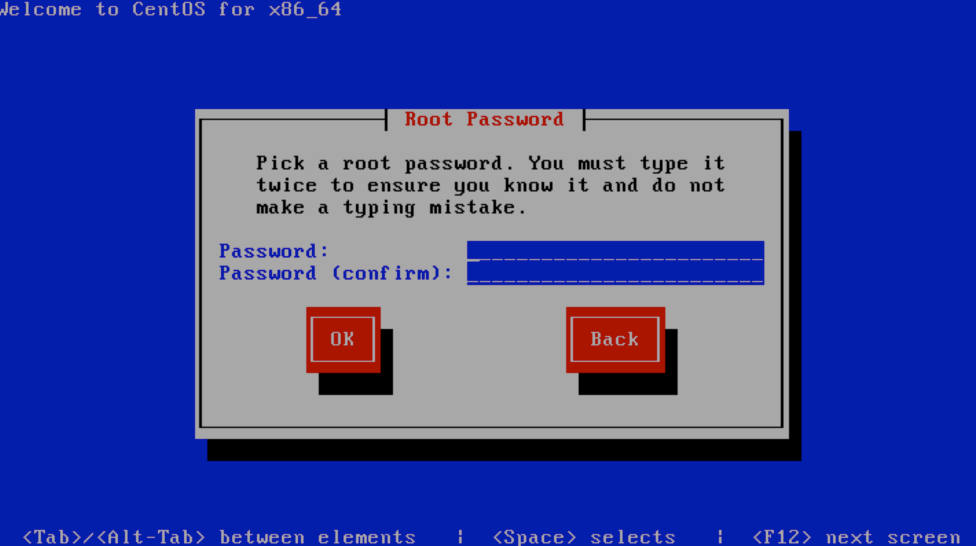 Welcome to CentOS for x86_64
Root Password
Pick a root password. You must type it
twice to ensure you know it and do not
make a typing mistake.
Password:
Password (confirm):
OK
Back
<Tab>/<Alt-Tab> between elements | <Space> selects | <F12> next screen